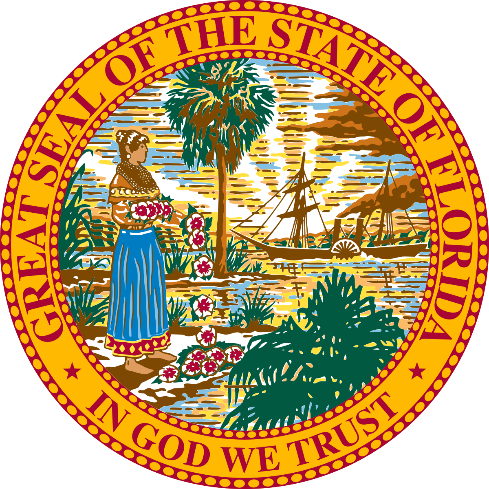 GREAT SEAL OF THE STATE OF FLORIDA
IN GOD WE TRUST